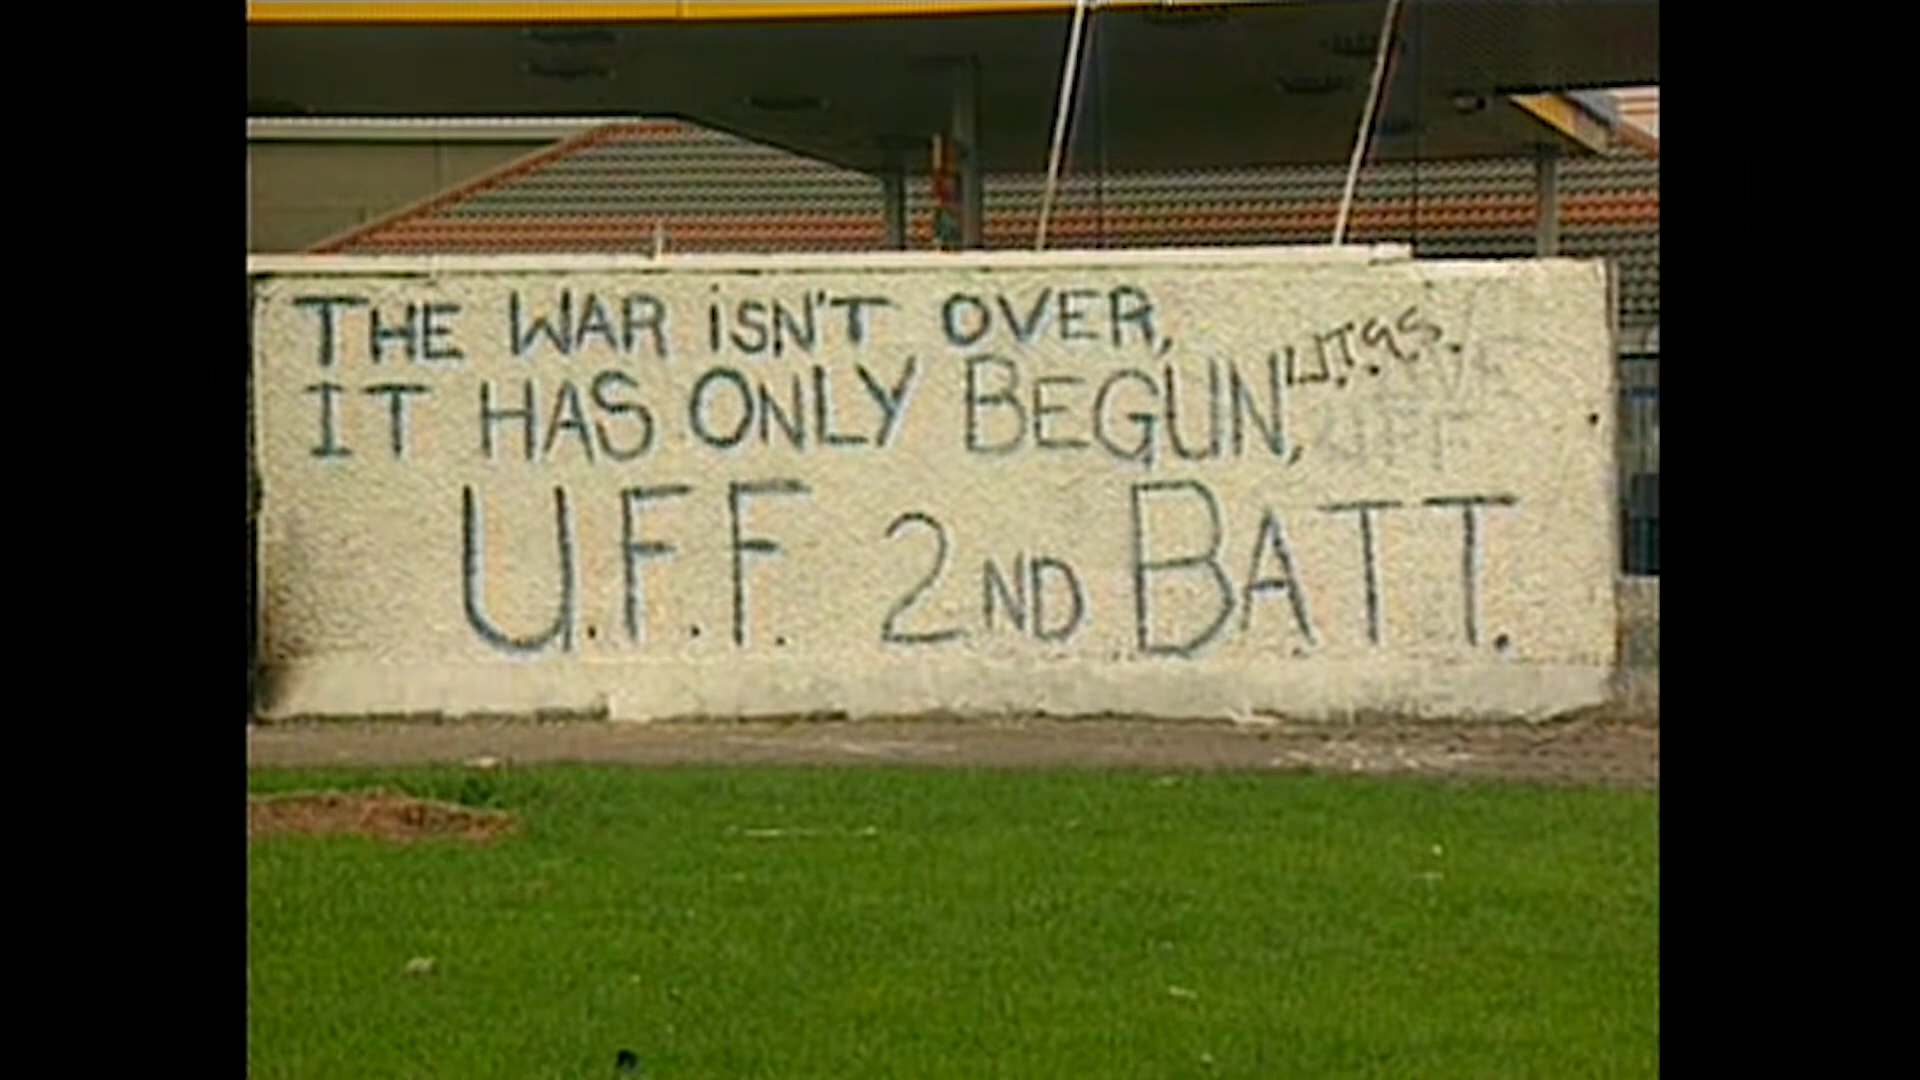 THE WAR iSN'T OVER,
IT HAS ONLY BEGUN,
U.F.F. 2ND BATT.